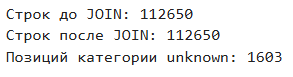 Строк до JOIN: 112650
Строк после JOIN: 112650
Позиций категории unknown: 1603